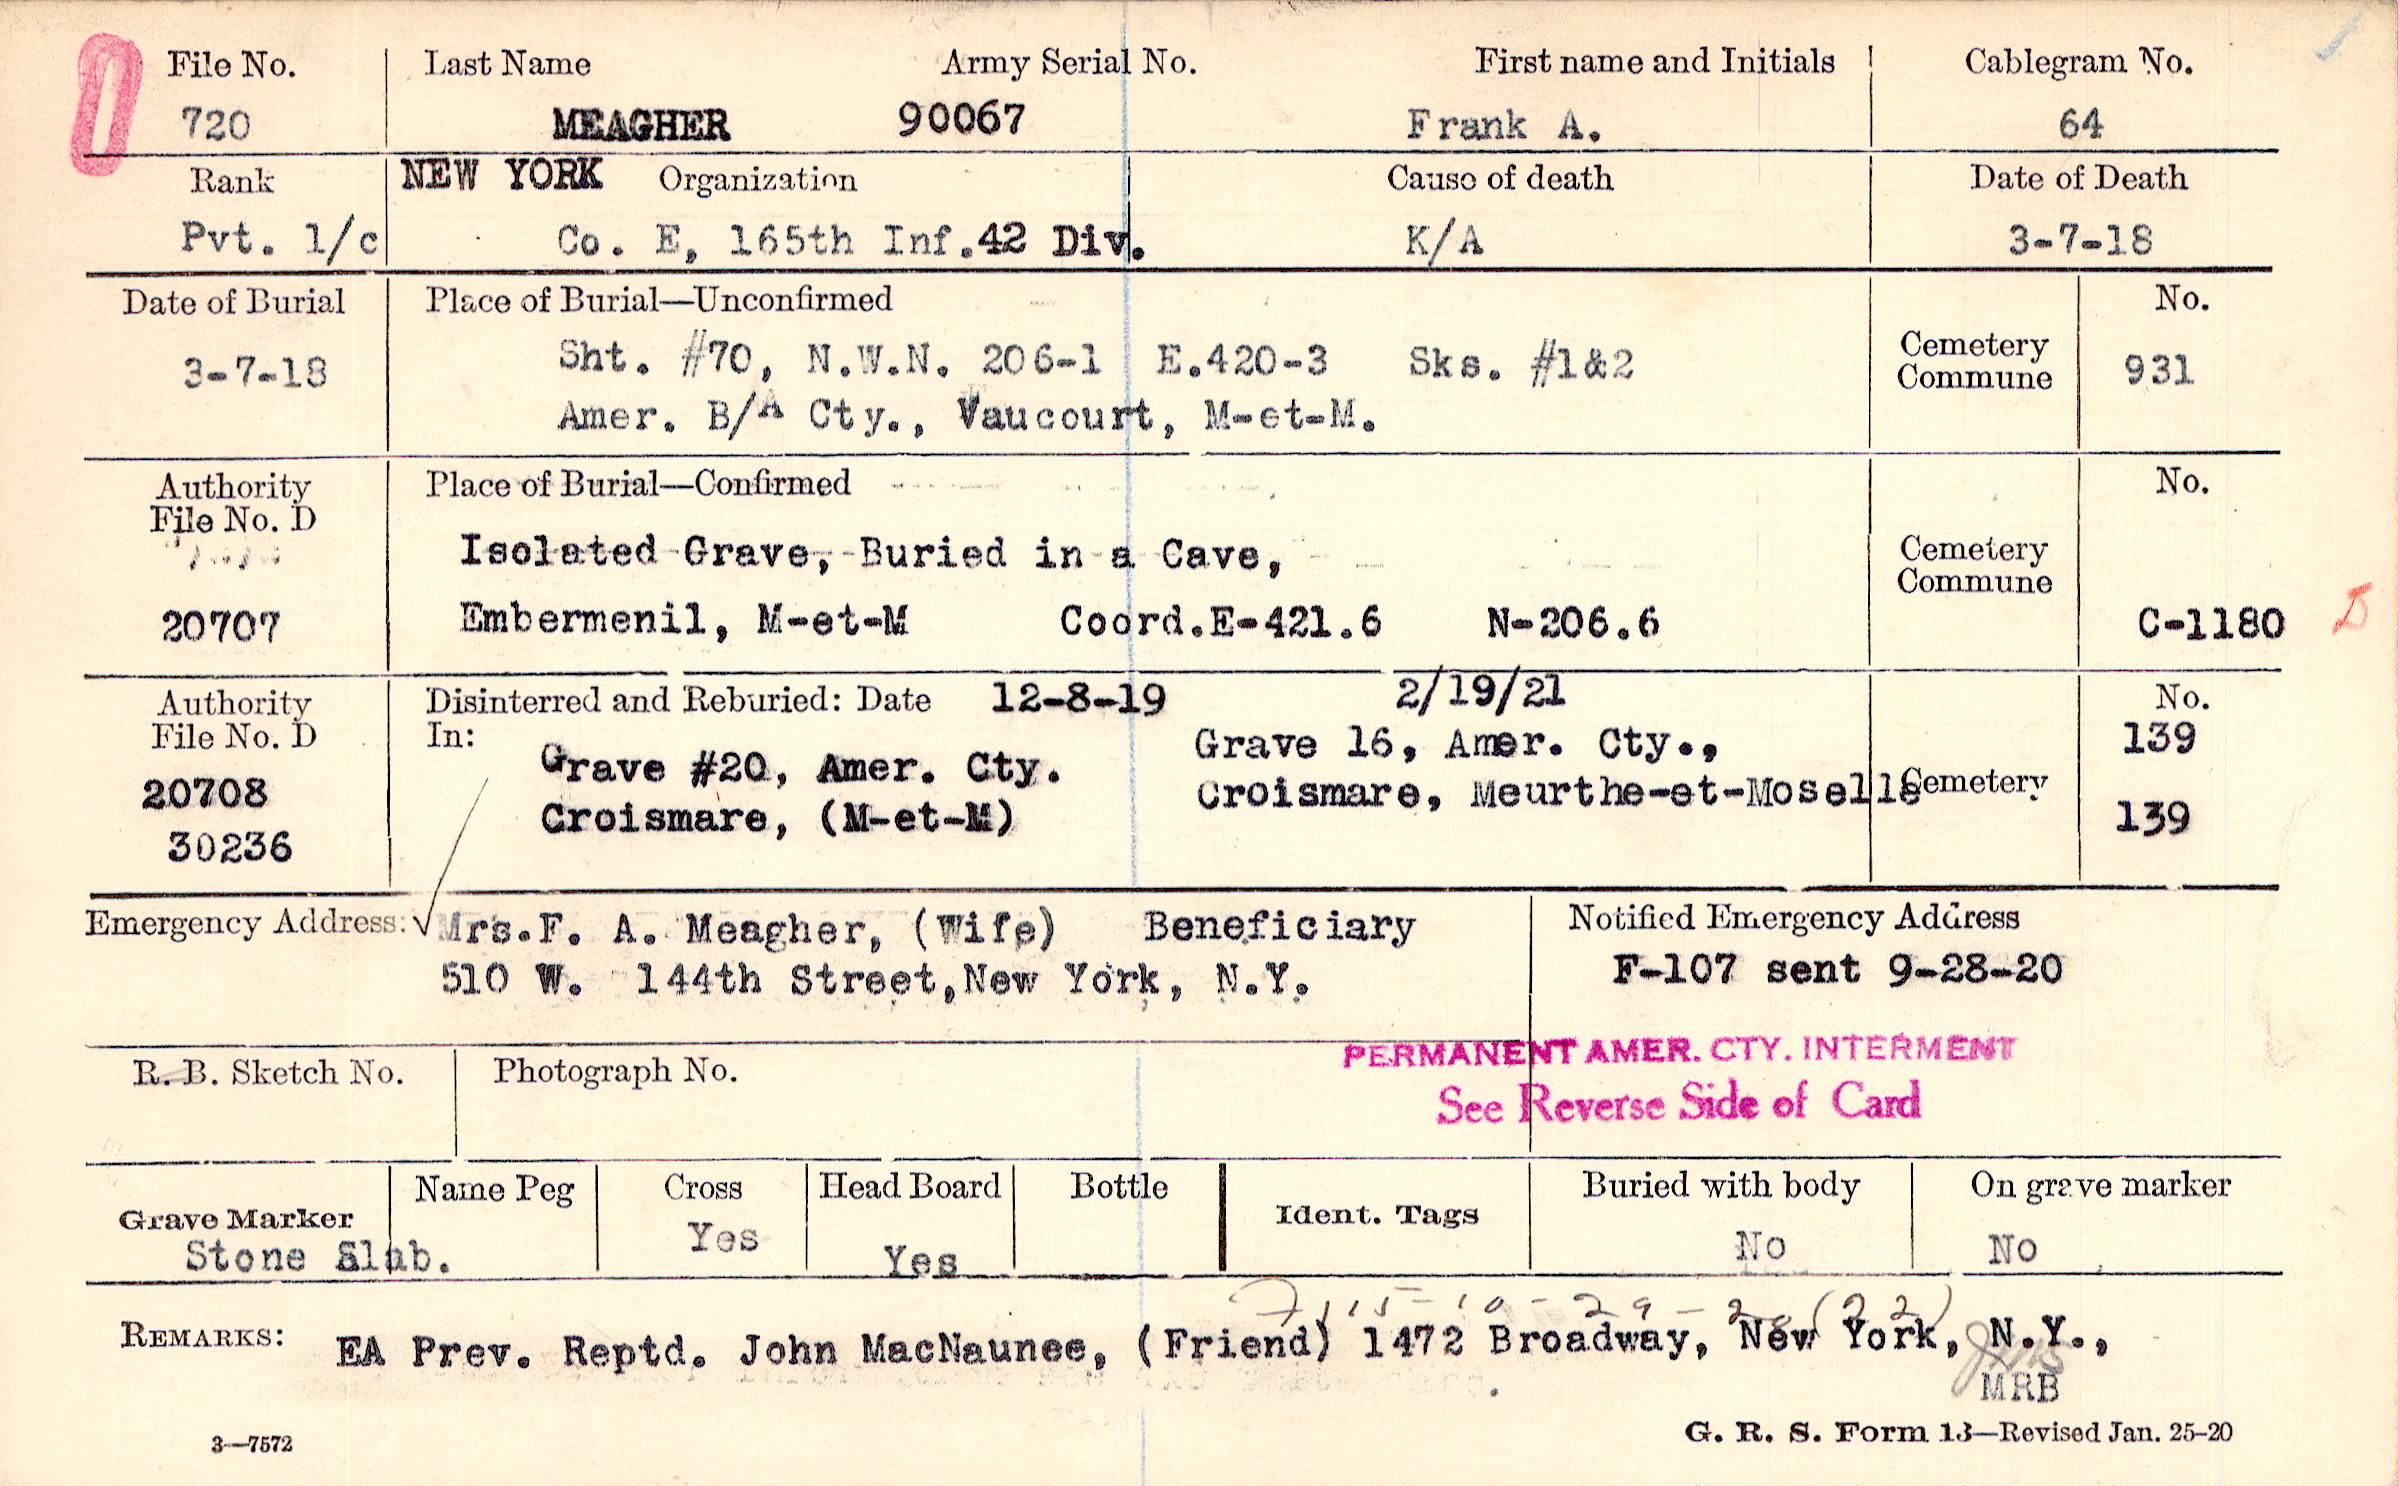 File No. Last Name Army Serial No. First name and Initials Cablegram No.
720 MEAGHER 90067 Frank A. 64
Rank NEW YORK Organization Cause of death Date of Death
Pvt. 1/c Co. E, 165th Inf. 42 Div. K/A 3-7-18
Date of Burial Place of Burial—Unconfirmed No.
3-7-18 Sht. #70, N.W.N. 206-1 E.420-3 Sks. #1&2 Cemetery Commune 931
Amer. B/A Cty., Vaucourt, M-et-M.
Authority File No. D Place of Burial—Confirmed No.
Isolated Grave, Buried in a Cave, Cemetery Commune
20707 Embermenil, M-et-M Coord.E-421.6 N-206.6 C-1180
Authority File No. D Disinterred and Reburied: Date 12-8-19 2/19/21 No.
In: Grave #20, Amer. Cty. Grave 16, Amer. Cty., 139
20708 Croismare, (M-et-M) Croismare, Meurthe-et-Moselle Cemetery 139
30236
Emergency Address: Mrs.F. A. Meagher, (Wife) Beneficiary Notified Emergency Address
510 W. 144th Street, New York, N.Y. F-107 sent 9-28-20
PERMANENT AMER. CTY. INTERMENT
R. B. Sketch No. Photograph No.
See Reverse Side of Card
Grave Marker Name Peg Cross Head Board Bottle Ident. Tags Buried with body On grave marker
Stone Slab. Yes Yes No No
REMARKS: EA Prev. Reptd. John MacNaunee, (Friend) 1472 Broadway, New York, N.Y.,
MRB
3—7572 G. R. S. Form 13—Revised Jan. 25-20